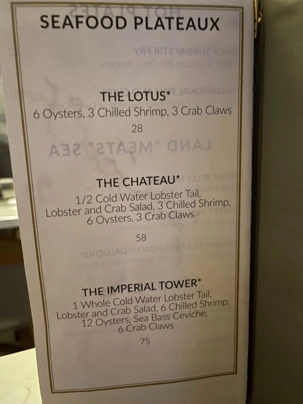 SEAFOOD PLATEAUX
THE LOTUS*
6 Oysters, 3 Chilled Shrimp, 3 Crab Claws
28
THE CHATEAU*
1/2 Cold Water Lobster Tail,
Lobster and Crab Salad, 3 Chilled Shrimp,
6 Oysters, 3 Crab Claws
58
THE IMPERIAL TOWER*
1 Whole Cold Water Lobster Tail,
Lobster and Crab Salad, 6 Chilled Shrimp,
12 Oysters, Sea Bass Ceviche,
6 Crab Claws
75